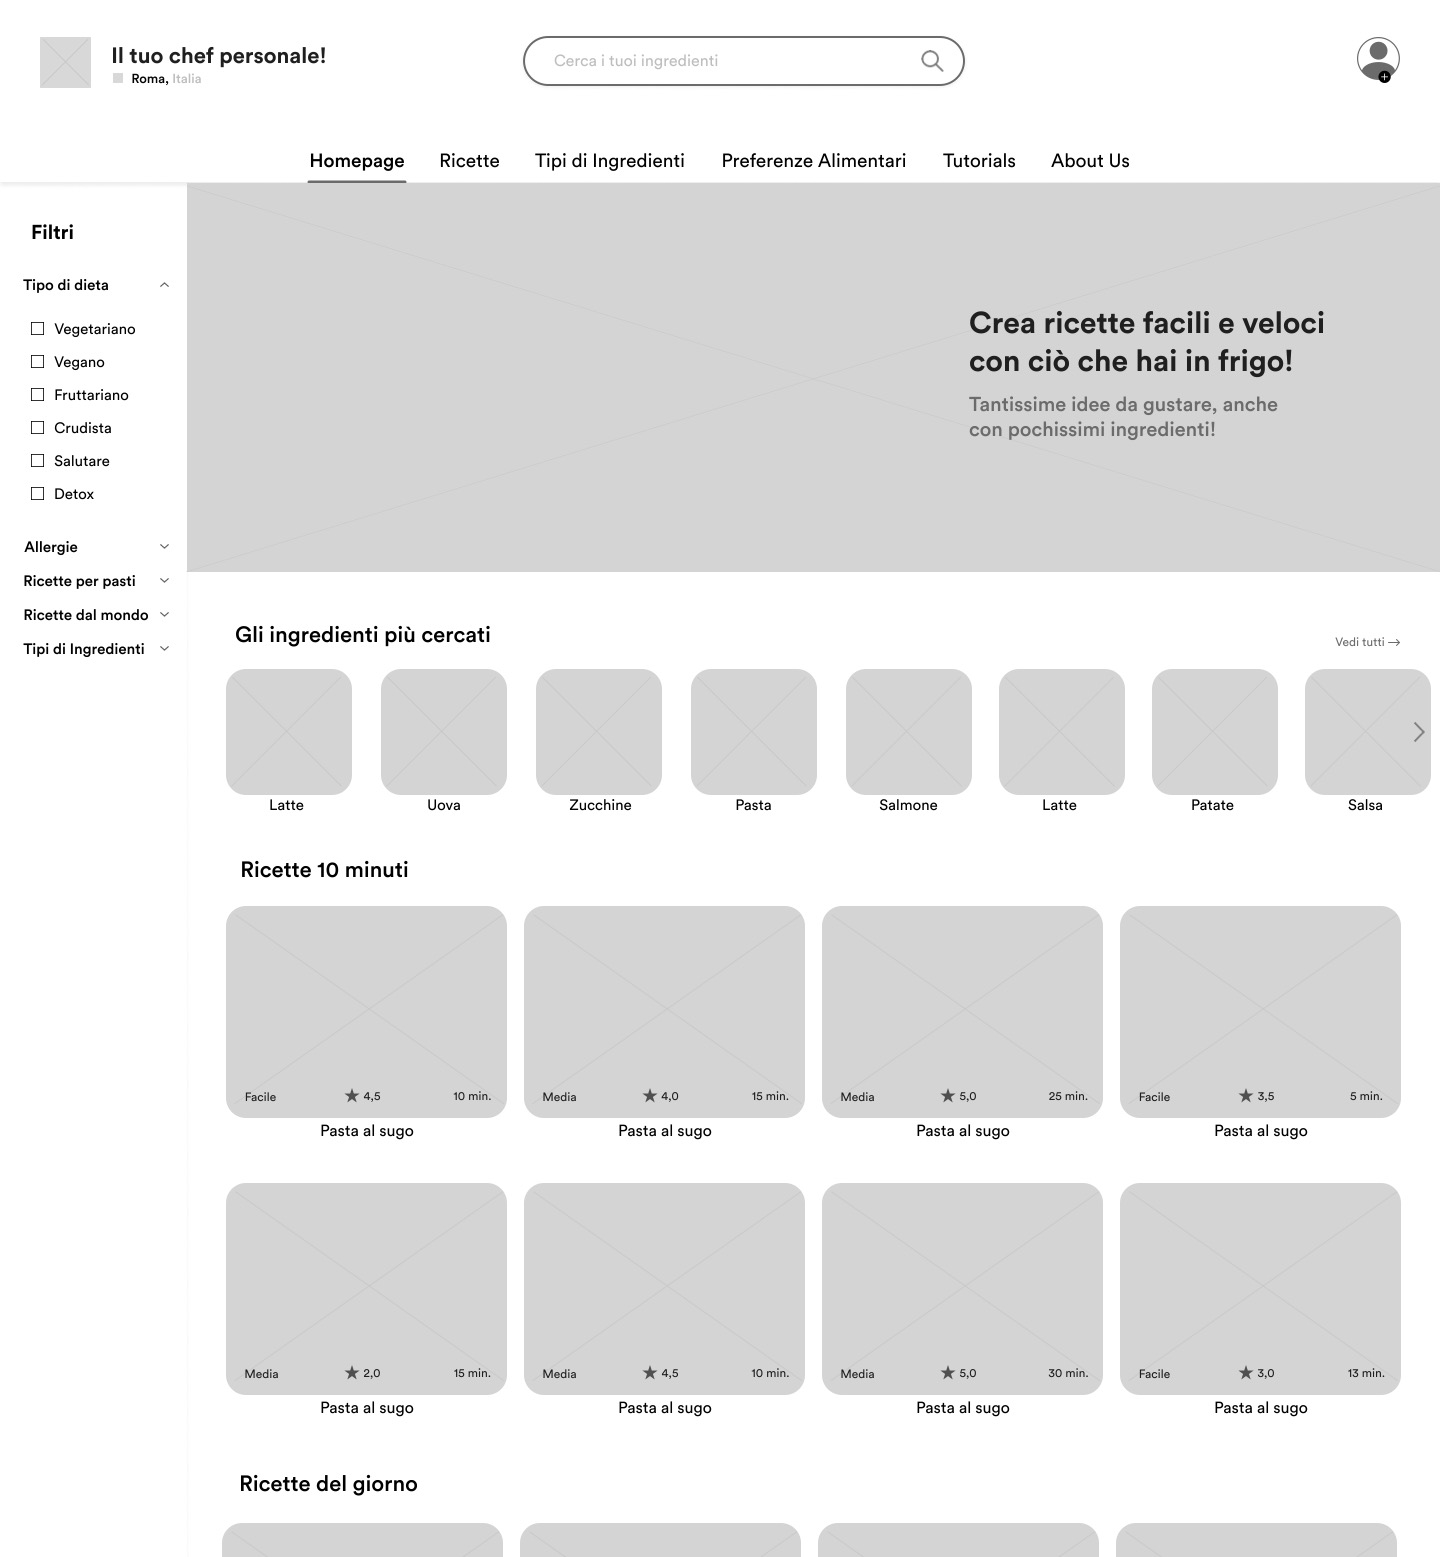 Il tuo chef personale!
Roma, Italia
Cerca i tuoi ingredienti
Homepage Ricette Tipi di Ingredienti Preferenze Alimentari Tutorials About Us
Filtri
Tipo di dieta
Vegetariano
Vegano
Fruttariano
Crudista
Salutare
Detox
Allergie
Ricette per pasti
Ricette dal mondo
Tipi di Ingredienti
Crea ricette facili e veloci
con ciò che hai in frigo!
Tantissime idee da gustare, anche
con pochissimi ingredienti!
Gli ingredienti più cercati
Vedi tutti →
Latte Uova Zucchine Pasta Salmone Latte Patate Salsa
Ricette 10 minuti
Facile ★ 4,5 10 min. Media ★ 4,0 15 min. Media ★ 5,0 25 min. Facile ★ 3,5 5 min.
Pasta al sugo Pasta al sugo Pasta al sugo Pasta al sugo
Media ★ 2,0 15 min. Media ★ 4,5 10 min. Media ★ 5,0 30 min. Facile ★ 3,0 13 min.
Pasta al sugo Pasta al sugo Pasta al sugo Pasta al sugo
Ricette del giorno